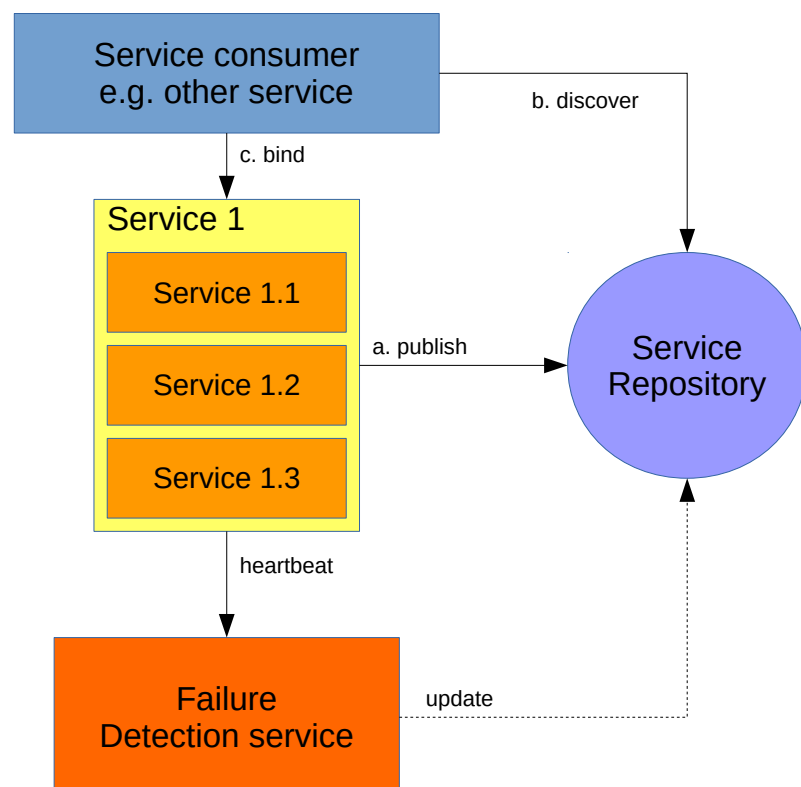 Service consumer
e.g. other service
b. discover
c. bind
Service 1
Service 1.1
a. publish
Service
Repository
Service 1.2
Service 1.3
heartbeat
Failure
Detection service
update